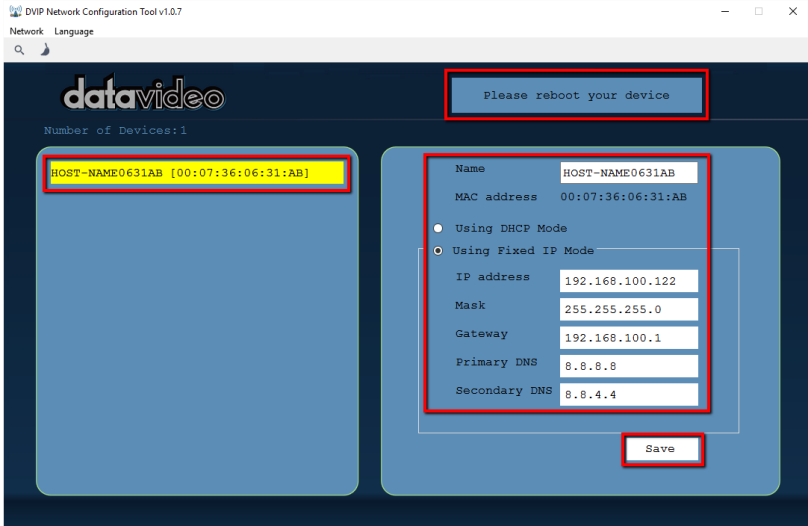 DVIP Network Configuration Tool v1.0.7
Network Language
datavideo
Please reboot your device
Number of Devices:1
HOST-NAME0631AB [00:07:36:06:31:AB]
Name HOST-NAME0631AB
MAC address 00:07:36:06:31:AB
Using DHCP Mode
Using Fixed IP Mode
IP address 192.168.100.122
Mask 255.255.255.0
Gateway 192.168.100.1
Primary DNS 8.8.8.8
Secondary DNS 8.8.4.4
Save